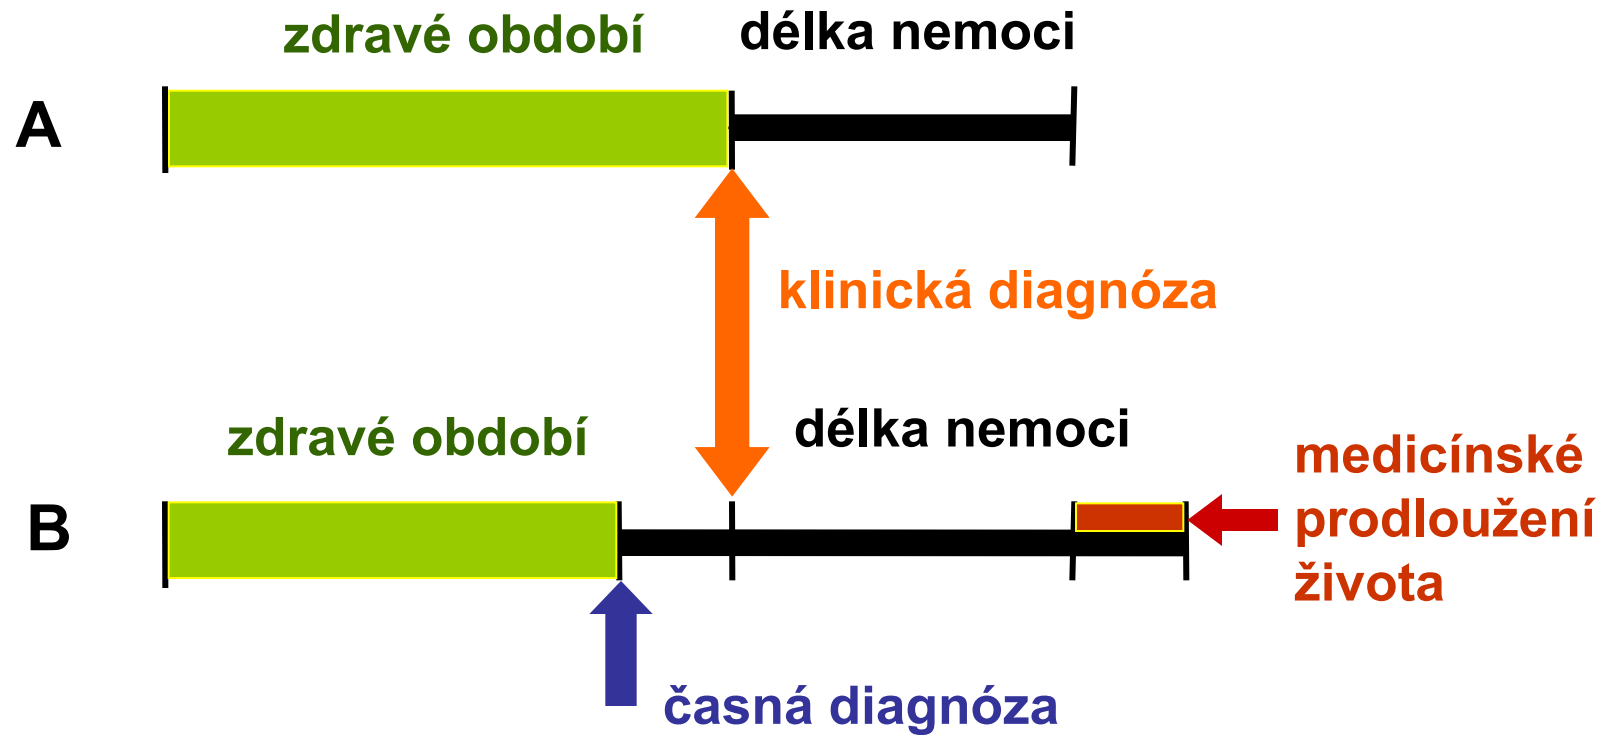 zdravé období
délka nemoci
A
klinická diagnóza
zdravé období
délka nemoci
B
medicínské
prodloužení
života
časná diagnóza